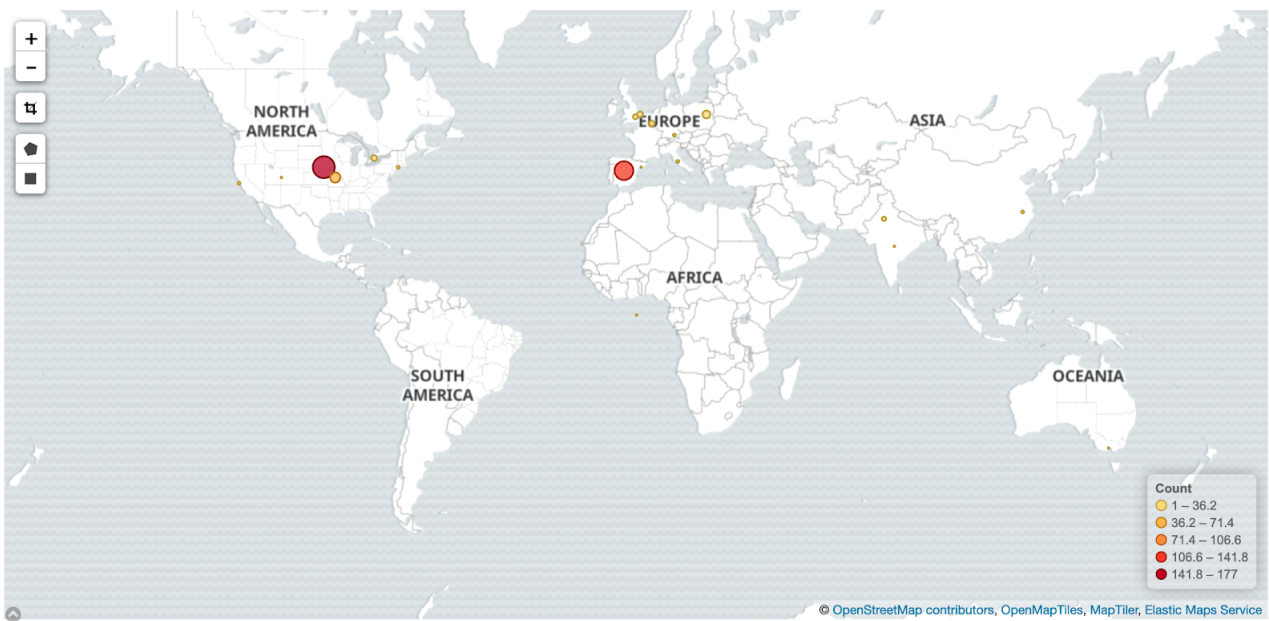 +
−
NORTH
AMERICA
EUROPE
ASIA
AFRICA
SOUTH
AMERICA
OCEANIA
Count
1 – 36.2
36.2 – 71.4
71.4 – 106.6
106.6 – 141.8
141.8 – 177
© OpenStreetMap contributors, OpenMapTiles, MapTiler, Elastic Maps Service